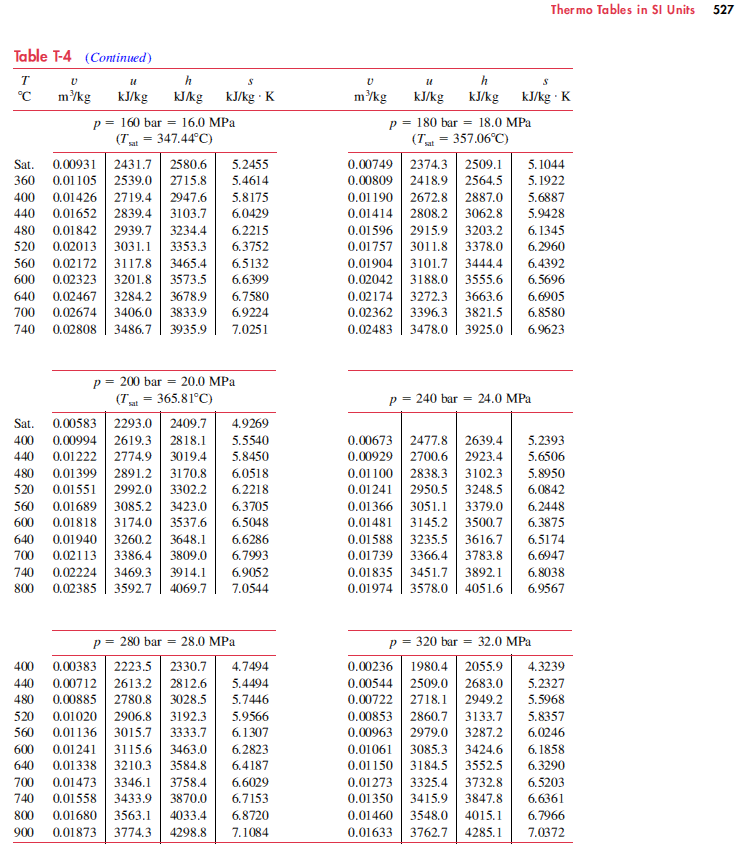 Thermo Tables in SI Units 527
Table T-4 (Continued)
T v u h s v u h s
°C m³/kg kJ/kg kJ/kg kJ/kg · K m³/kg kJ/kg kJ/kg kJ/kg · K
p = 160 bar = 16.0 MPa p = 180 bar = 18.0 MPa
(Tsat = 347.44°C) (Tsat = 357.06°C)
Sat. 0.00931 2431.7 2580.6 5.2455 0.00749 2374.3 2509.1 5.1044
360 0.01105 2539.0 2715.8 5.4614 0.00809 2418.9 2564.5 5.1922
400 0.01426 2719.4 2947.6 5.8175 0.01190 2672.8 2887.0 5.6887
440 0.01652 2839.4 3103.7 6.0429 0.01414 2808.2 3062.8 5.9428
480 0.01842 2939.7 3234.4 6.2215 0.01596 2915.9 3203.2 6.1345
520 0.02013 3031.1 3353.3 6.3752 0.01757 3011.8 3378.0 6.2960
560 0.02172 3117.8 3465.4 6.5132 0.01904 3101.7 3444.4 6.4392
600 0.02323 3201.8 3573.5 6.6399 0.02042 3188.0 3555.6 6.5696
640 0.02467 3284.2 3678.9 6.7580 0.02174 3272.3 3663.6 6.6905
700 0.02674 3406.0 3833.9 6.9224 0.02362 3396.3 3821.5 6.8580
740 0.02808 3486.7 3935.9 7.0251 0.02483 3478.0 3925.0 6.9623
p = 200 bar = 20.0 MPa
(Tsat = 365.81°C) p = 240 bar = 24.0 MPa
Sat. 0.00583 2293.0 2409.7 4.9269
400 0.00994 2619.3 2818.1 5.5540 0.00673 2477.8 2639.4 5.2393
440 0.01222 2774.9 3019.4 5.8450 0.00929 2700.6 2923.4 5.6506
480 0.01399 2891.2 3170.8 6.0518 0.01100 2838.3 3102.3 5.8950
520 0.01551 2992.0 3302.2 6.2218 0.01241 2950.5 3248.5 6.0842
560 0.01689 3085.2 3423.0 6.3705 0.01366 3051.1 3379.0 6.2448
600 0.01818 3174.0 3537.6 6.5048 0.01481 3145.2 3500.7 6.3875
640 0.01940 3260.2 3648.1 6.6286 0.01588 3235.5 3616.7 6.5174
700 0.02113 3386.4 3809.0 6.7993 0.01739 3366.4 3783.8 6.6947
740 0.02224 3469.3 3914.1 6.9052 0.01835 3451.7 3892.1 6.8038
800 0.02385 3592.7 4069.7 7.0544 0.01974 3578.0 4051.6 6.9567
p = 280 bar = 28.0 MPa p = 320 bar = 32.0 MPa
400 0.00383 2223.5 2330.7 4.7494 0.00236 1980.4 2055.9 4.3239
440 0.00712 2613.2 2812.6 5.4494 0.00544 2509.0 2683.0 5.2327
480 0.00885 2780.8 3028.5 5.7446 0.00722 2718.1 2949.2 5.5968
520 0.01020 2906.8 3192.3 5.9566 0.00853 2860.7 3133.7 5.8357
560 0.01136 3015.7 3333.7 6.1307 0.00963 2979.0 3287.2 6.0246
600 0.01241 3115.6 3463.0 6.2823 0.01061 3085.3 3424.6 6.1858
640 0.01338 3210.3 3584.8 6.4187 0.01150 3184.5 3552.5 6.3290
700 0.01473 3346.1 3758.4 6.6029 0.01273 3325.4 3732.8 6.5203
740 0.01558 3433.9 3870.0 6.7153 0.01350 3415.9 3847.8 6.6361
800 0.01680 3563.1 4033.4 6.8720 0.01460 3548.0 4015.1 6.7966
900 0.01873 3774.3 4298.8 7.1084 0.01633 3762.7 4285.1 7.0372